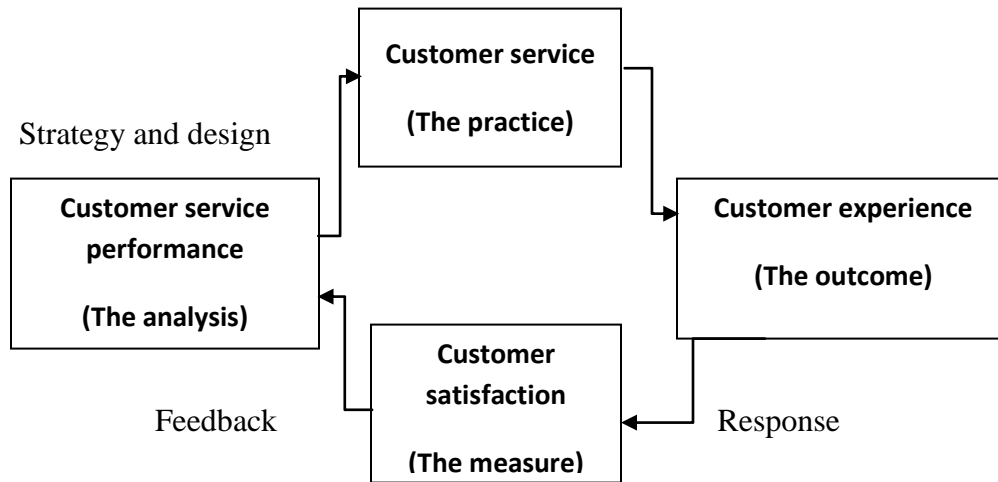 Customer service
(The practice)
Strategy and design
Customer service
performance
(The analysis)
Customer experience
(The outcome)
Customer
satisfaction
(The measure)
Feedback
Response